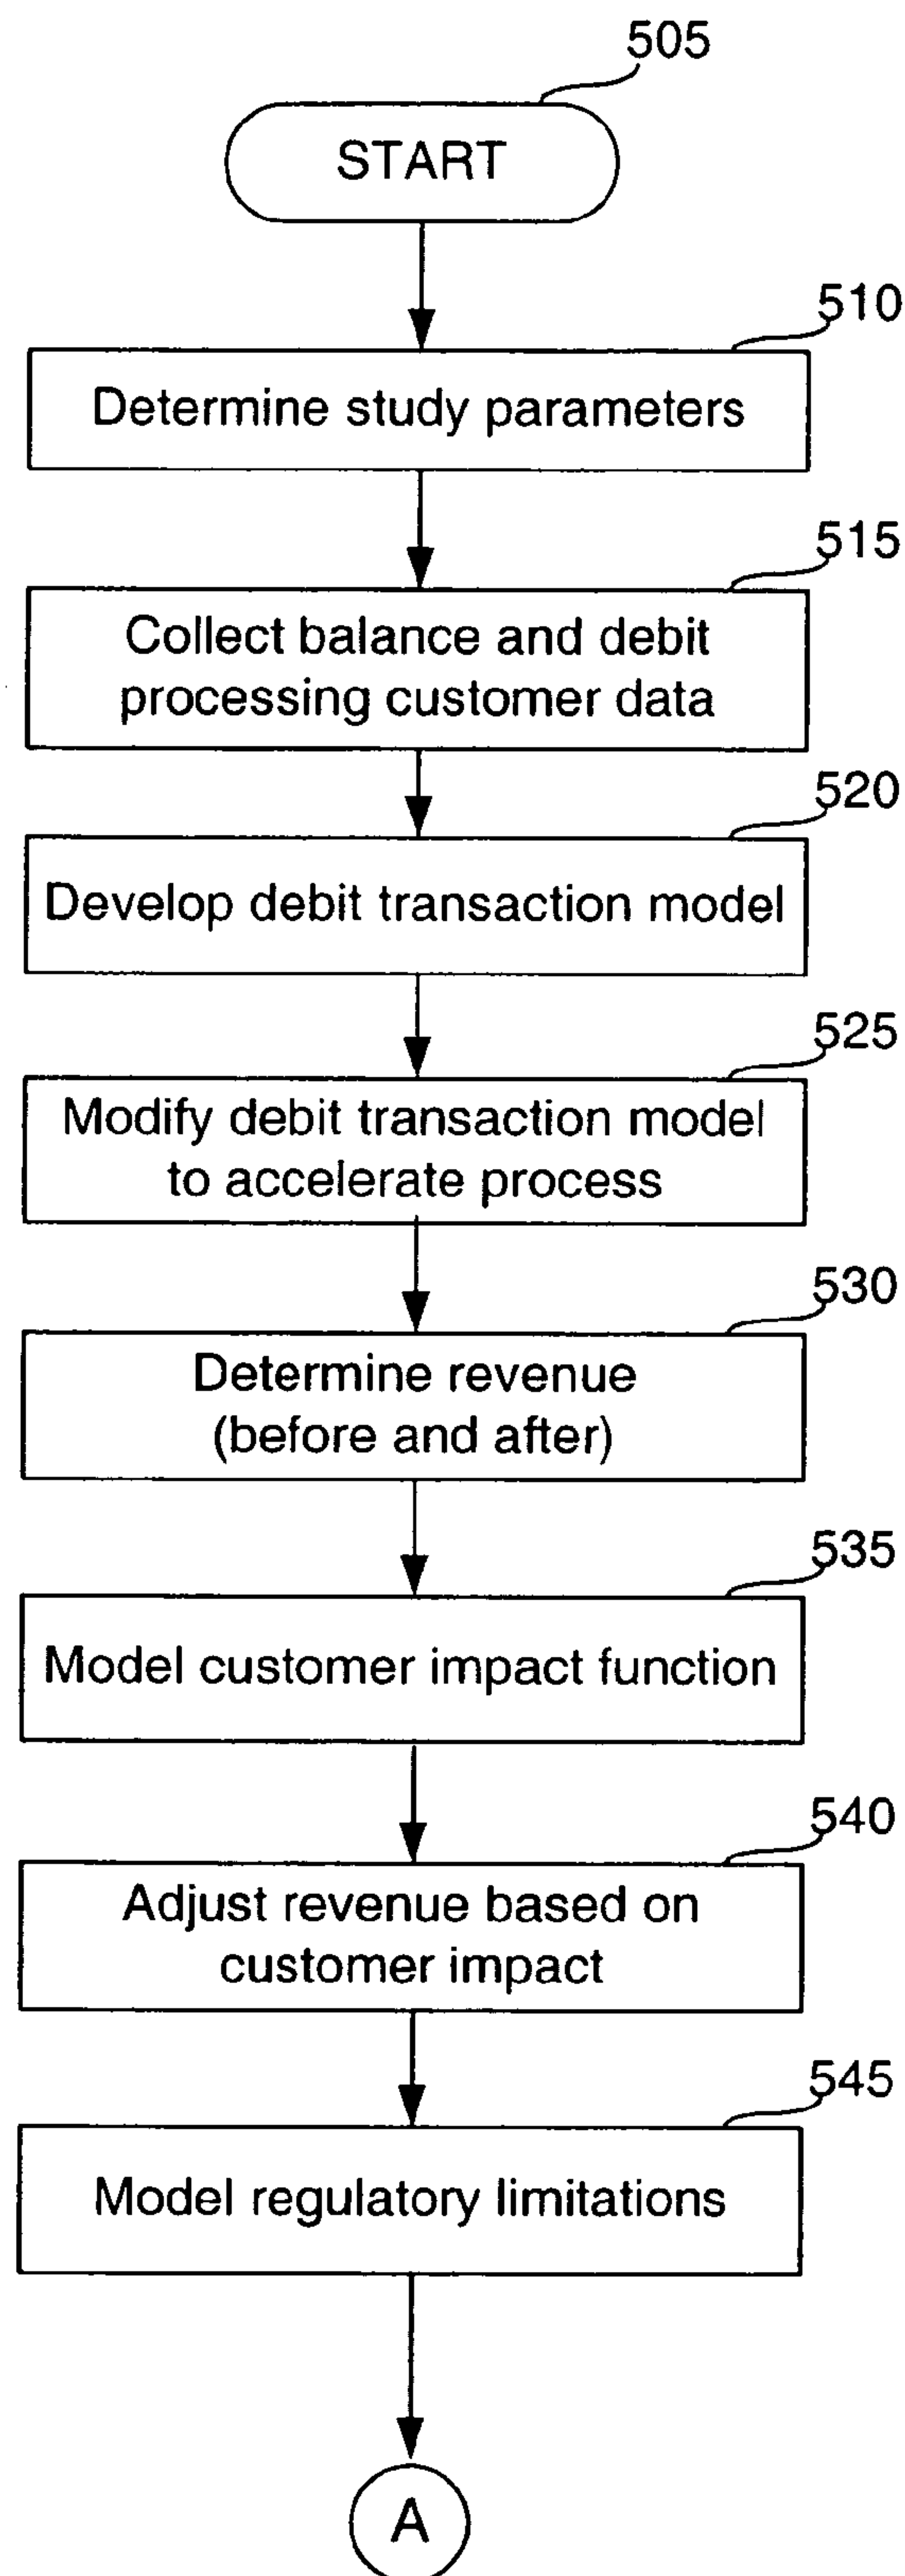 505
START
510
Determine study parameters
515
Collect balance and debit
processing customer data
520
Develop debit transaction model
525
Modify debit transaction model
to accelerate process
530
Determine revenue
(before and after)
535
Model customer impact function
540
Adjust revenue based on
customer impact
545
Model regulatory limitations
A